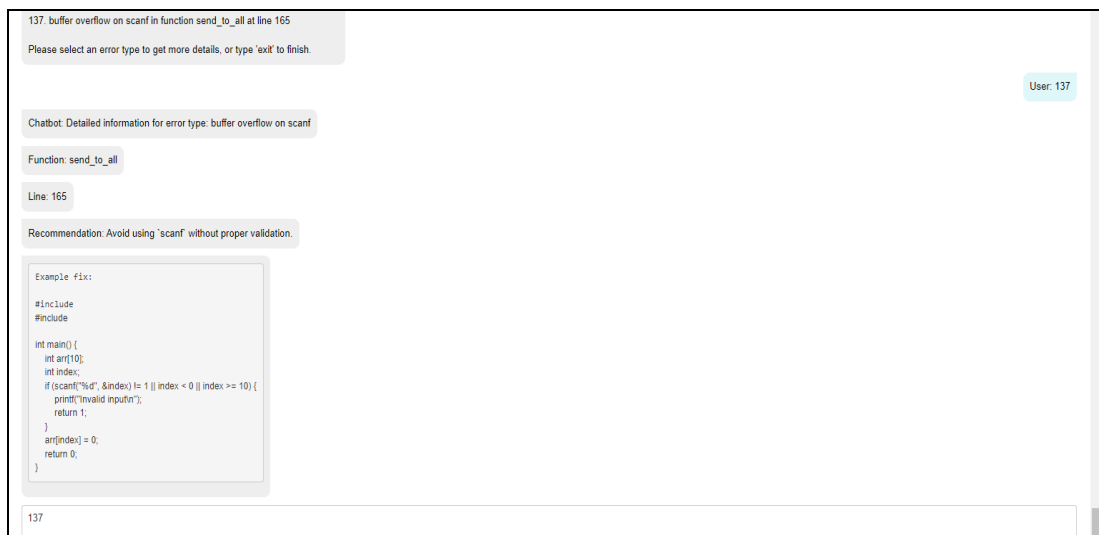 137. buffer overflow on scanf in function send_to_all at line 165
Please select an error type to get more details, or type 'exit' to finish.
User: 137
Chatbot: Detailed information for error type: buffer overflow on scanf
Function: send_to_all
Line: 165
Recommendation: Avoid using `scanf` without proper validation.
Example fix:
#include
#include
int main() {
int arr[10];
int index;
if (scanf("%d", &index) != 1 || index < 0 || index >= 10) {
printf("Invalid input\n");
return 1;
}
arr[index] = 0;
return 0;
}
137